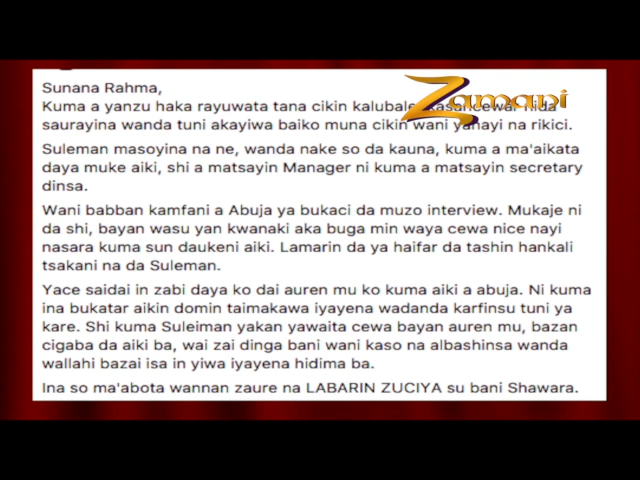 Zamani
Sunana Rahma,
Kuma a yanzu haka rayuwata tana cikin kalubale, kasancewar nida
saurayina wanda tuni akayiwa baiko muna cikin wani yanayi na rikici.
Suleman masoyina na ne, wanda nake so da kauna, kuma a ma'aikata
daya muke aiki, shi a matsayin Manager ni kuma a matsayin secretary
dinsa.
Wani babban kamfani a Abuja ya bukaci da muzo interview. Mukaje ni
da shi, bayan wasu yan kwanaki aka buga min waya cewa nice nayi
nasara kuma sun daukeni aiki. Lamarin da ya haifar da tashin hankali
tsakani na da Suleman.
Yace saidai in zabi daya ko dai auren mu ko kuma aiki a abuja. Ni kuma
ina bukatar aikin domin taimakawa iyayena wadanda karfinsu tuni ya
kare. Shi kuma Suleiman yakan yawaita cewa bayan auren mu, bazan
cigaba da aiki ba, wai zai dinga bani wani kaso na albashinsa wanda
wallahi bazai isa in yiwa iyayena hidima ba.
Ina so ma'abota wannan zaure na LABARIN ZUCIYA su bani Shawara.